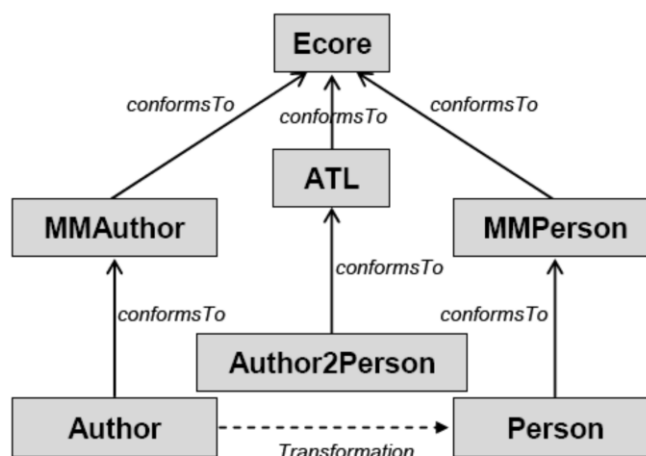 Ecore
conformsTo
conformsTo
conformsTo
ATL
MMAuthor
MMPerson
conformsTo
conformsTo
conformsTo
Author2Person
Author
Person
Transformation